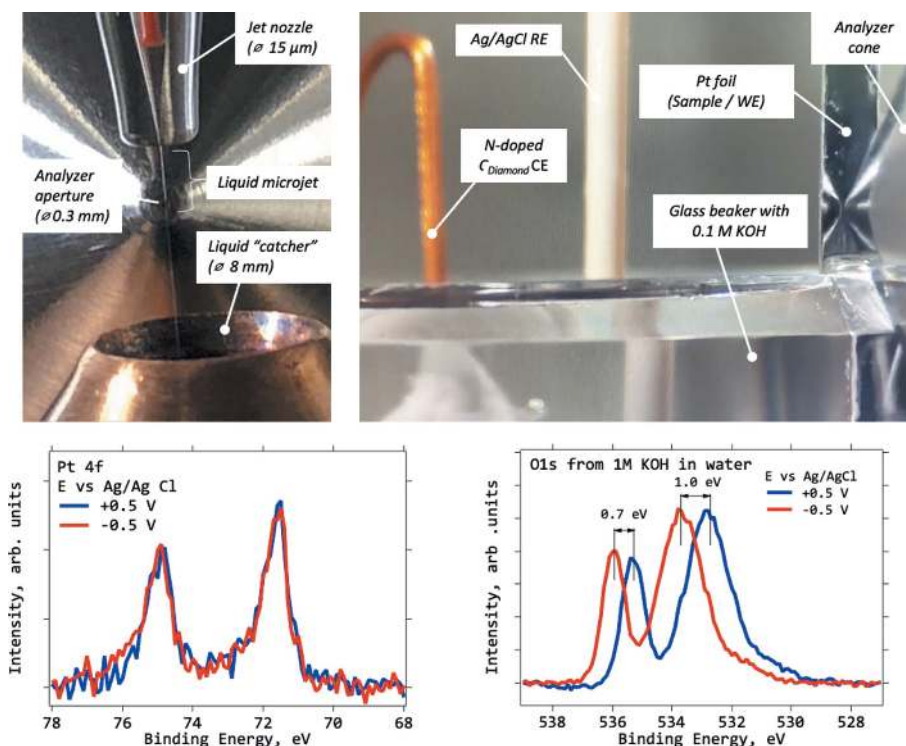 Jet nozzle
(⌀ 15 μm)
Analyzer
aperture
(⌀0.3 mm)
Liquid microjet
Liquid “catcher”
(⌀ 8 mm)
Ag/AgCl RE
Analyzer
cone
Pt foil
(Sample / WE)
N-doped
CDiamond CE
Glass beaker with
0.1 M KOH
Pt 4f
E vs Ag/Ag Cl
+0.5 V
-0.5 V
Intensity, arb. units
78
76
74
72
70
68
Binding Energy, eV
O1s from 1M KOH in water
1.0 eV
E vs Ag/AgCl
0.7 eV
+0.5 V
-0.5 V
Intensity, arb .units
538
536
534
532
530
528
Binding Energy, eV